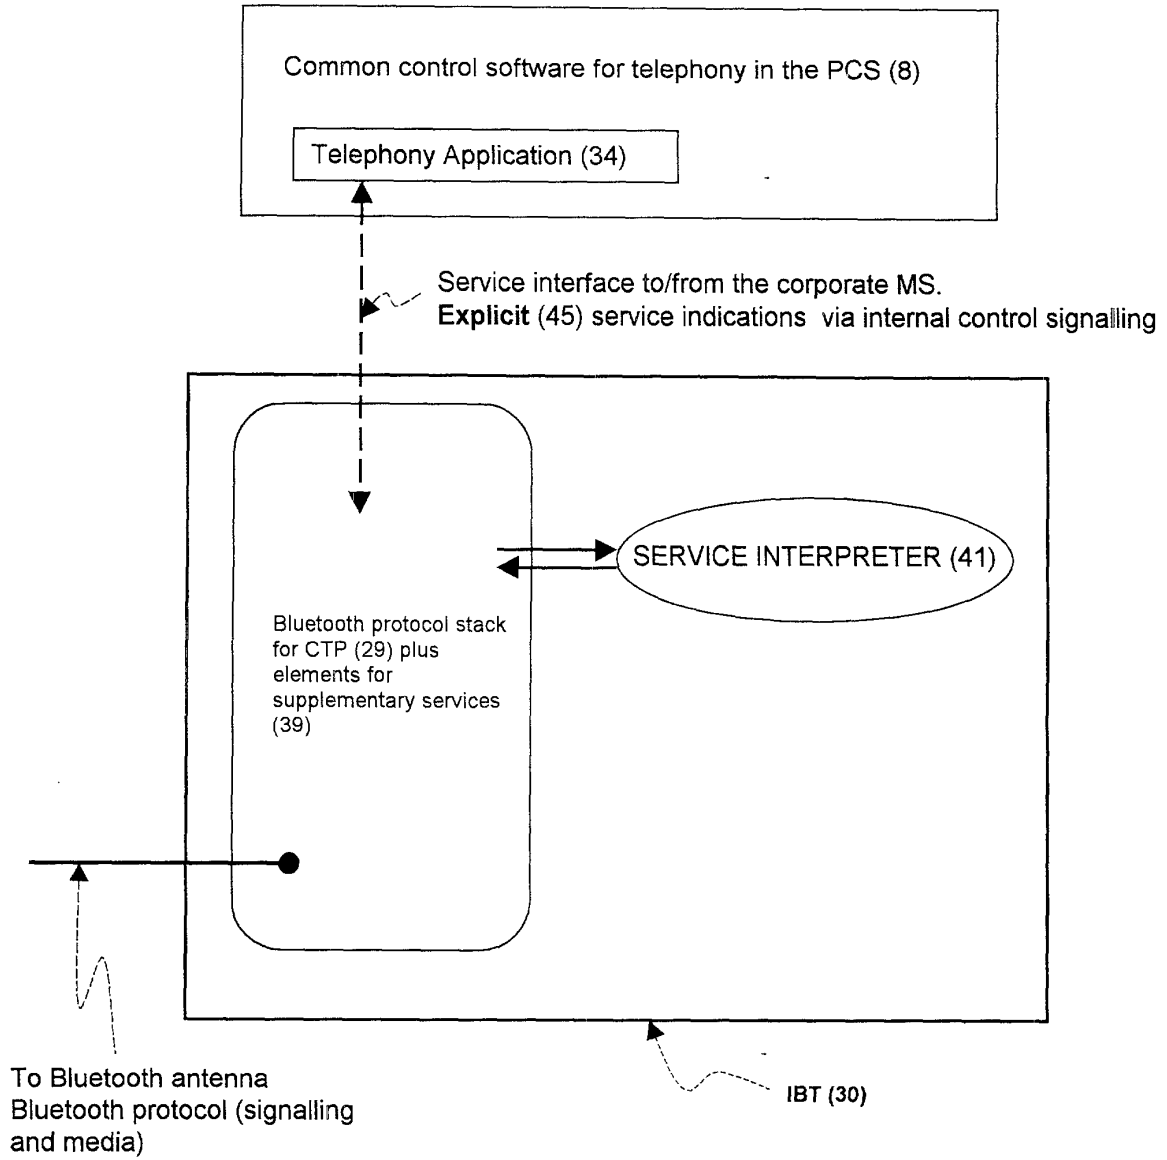 Common control software for telephony in the PCS (8)
Telephony Application (34)
Service interface to/from the corporate MS.
Explicit (45) service indications via internal control signalling
SERVICE INTERPRETER (41)
Bluetooth protocol stack
for CTP (29) plus
elements for
supplementary services
(39)
To Bluetooth antenna
Bluetooth protocol (signalling
and media)
IBT (30)